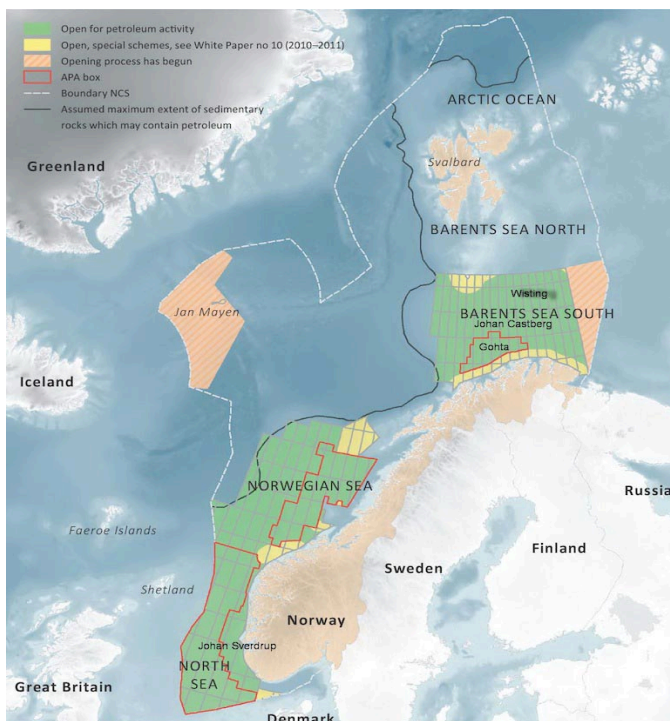 Open for petroleum activity
Open, special schemes, see White Paper no 10 (2010–2011)
Opening process has begun
APA box
Boundary NCS
Assumed maximum extent of sedimentary
rocks which may contain petroleum
ARCTIC OCEAN
Greenland
Svalbard
BARENTS SEA NORTH
Wisting
Jan Mayen
BARENTS SEA SOUTH
Johan Castberg
Gohta
Iceland
NORWEGIAN SEA
Russia
Faeroe Islands
Finland
Sweden
Shetland
Norway
Johan Sverdrup
NORTH
SEA
Great Britain
Denmark